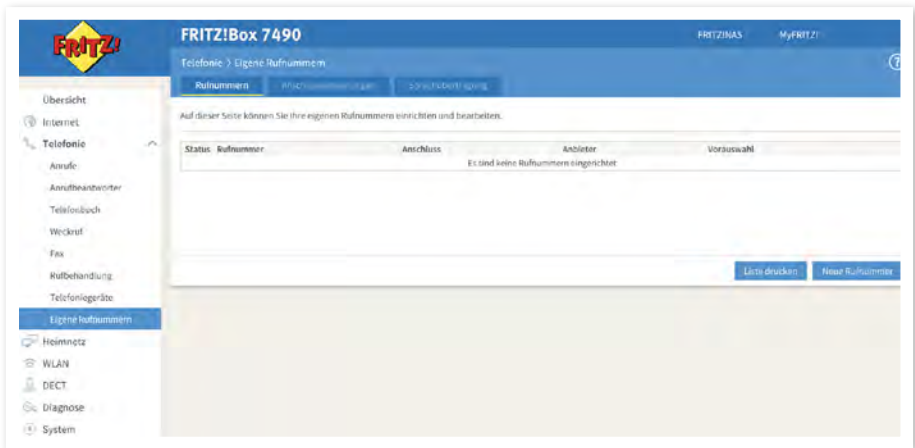 FRITZ!
FRITZ!Box 7490
FRITZ!NAS
MyFRITZ!
Telefonie > Eigene Rufnummern
?
Rufnummern
Anschlusseinstellungen
Sprachübertragung
Auf dieser Seite können Sie Ihre eigenen Rufnummern einrichten und bearbeiten.
Status Rufnummer Anschluss Anbieter Vorauswahl
Es sind keine Rufnummern eingerichtet
Liste drucken
Neue Rufnummer
Übersicht
Internet
Telefonie
Anrufe
Anrufbeantworter
Telefonbuch
Weckruf
Fax
Rufbehandlung
Telefoniegeräte
Eigene Rufnummern
Heimnetz
WLAN
DECT
Diagnose
System